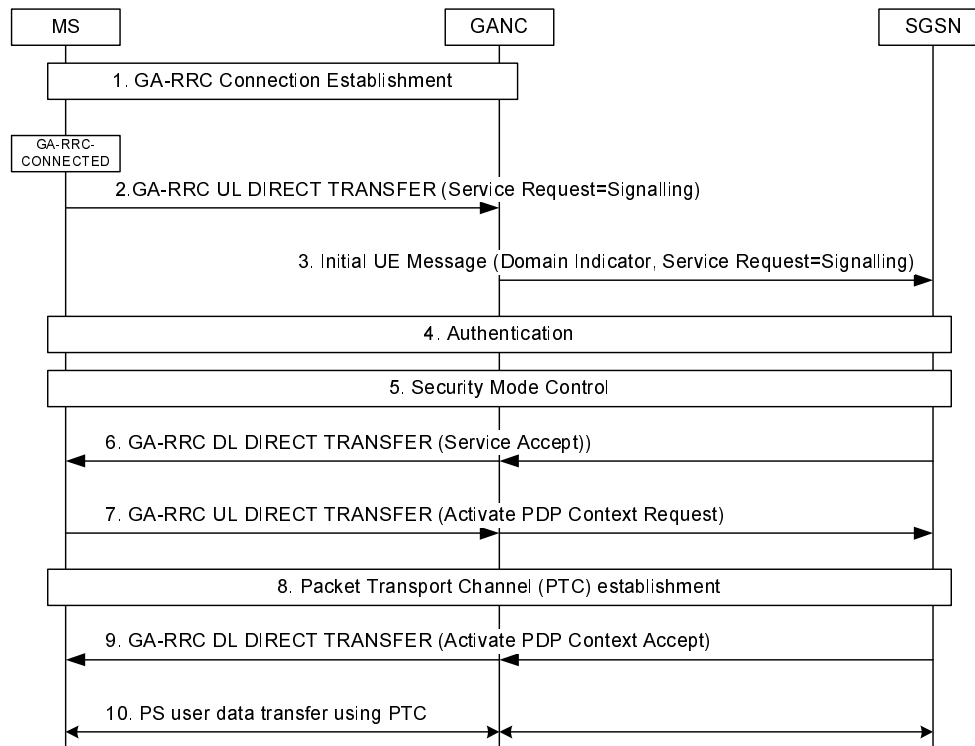 MS
GANC
SGSN
1. GA-RRC Connection Establishment
GA-RRC-
CONNECTED
2.GA-RRC UL DIRECT TRANSFER (Service Request=Signalling)
3. Initial UE Message (Domain Indicator, Service Request=Signalling)
4. Authentication
5. Security Mode Control
6. GA-RRC DL DIRECT TRANSFER (Service Accept))
7. GA-RRC UL DIRECT TRANSFER (Activate PDP Context Request)
8. Packet Transport Channel (PTC) establishment
9. GA-RRC DL DIRECT TRANSFER (Activate PDP Context Accept)
10. PS user data transfer using PTC